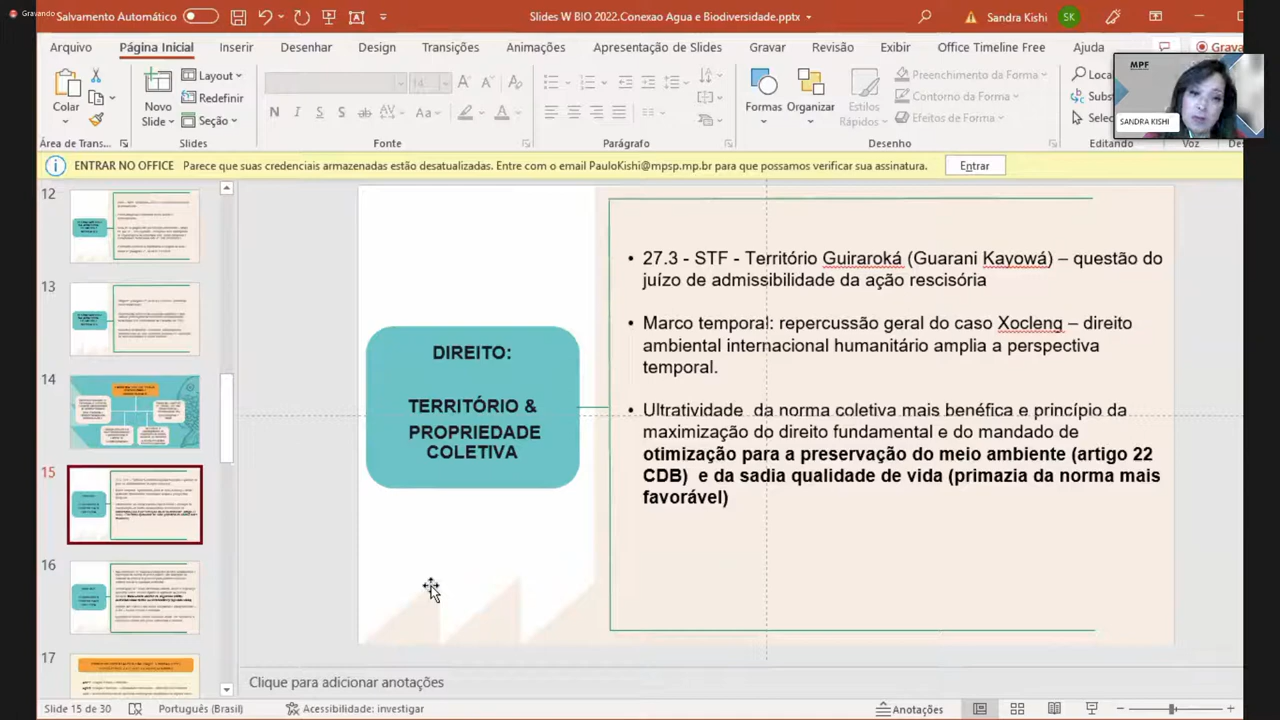 Gravando
Salvamento Automático
Slides W BIO 2022.Conexao Agua e Biodiversidade.pptx
Sandra Kishi
SK
Arquivo
Página Inicial
Inserir
Desenhar
Design
Transições
Animações
Apresentação de Slides
Gravar
Revisão
Exibir
Office Timeline Free
Ajuda
Colar
Novo
Slide
Layout
Redefinir
Seção
Formas
Organizar
Estilos
Rápidos
Preenchimento da Forma
Contorno da Forma
Efeitos de Forma
MPF
SANDRA KISHI
Slides
Fonte
Parágrafo
Desenho
Editando
Voz
ENTRAR NO OFFICE
Parece que suas credenciais armazenadas estão desatualizadas. Entre com o email PauloKishi@mpsp.mp.br para que possamos verificar sua assinatura.
Entrar
12
13
14
15
16
17
DIREITO:
TERRITÓRIO &
PROPRIEDADE
COLETIVA
• 27.3 - STF - Território Guiraroká (Guarani Kayowá) – questão do
juízo de admissibilidade da ação rescisória
• Marco temporal: repercussão geral do caso Xocleng – direito
ambiental internacional humanitário amplia a perspectiva
temporal.
• Ultratividade da norma coletiva mais benéfica e princípio da
maximização do direito fundamental e do mandado de
otimização para a preservação do meio ambiente (artigo 22
CDB) e da sadia qualidade de vida (primazia da norma mais
favorável)
Clique para adicionar anotações
Slide 15 de 30
Português (Brasil)
Acessibilidade: investigar
Anotações